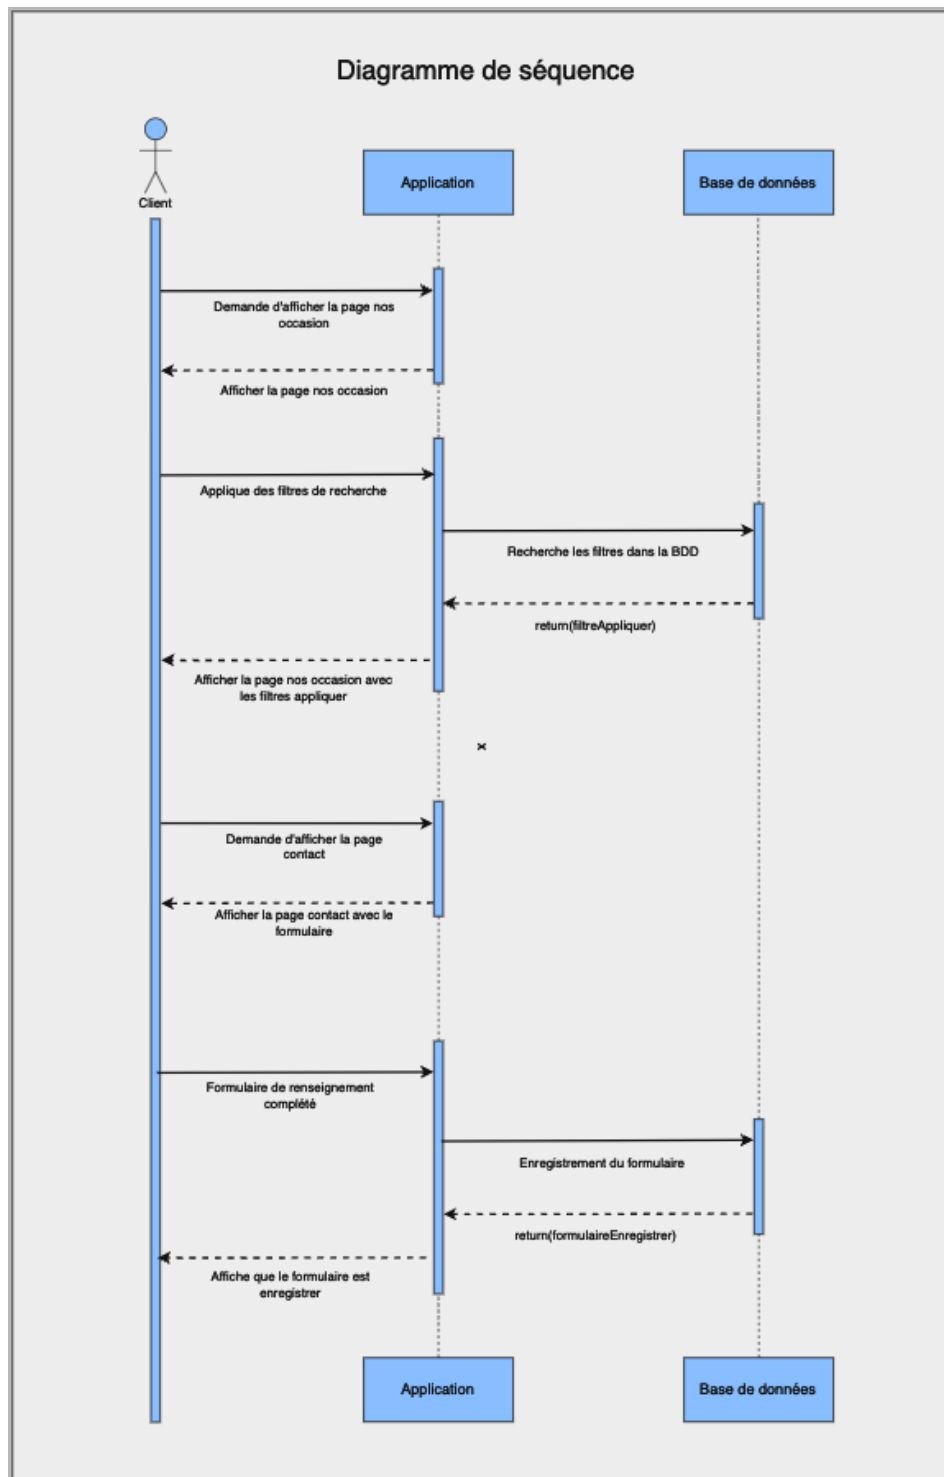 Diagramme de séquence
Client
Application
Base de données
Demande d'afficher la page nos
occasion
Afficher la page nos occasion
Applique des filtres de recherche
Recherche les filtres dans la BDD
return(filtreAppliquer)
Afficher la page nos occasion avec
les filtres appliquer
Demande d'afficher la page
contact
Afficher la page contact avec le
formulaire
Formulaire de renseignement
complété
Enregistrement du formulaire
return(formulaireEnregistrer)
Affiche que le formulaire est
enregistrer
Application
Base de données